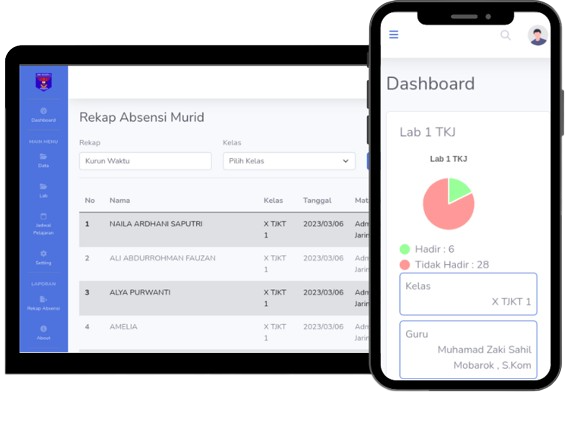 Dashboard
MAIN MENU
Data
Lab
Jadwal
Pelajaran
Setting
LAPORAN
Rekap Absensi
About
Rekap Absensi Murid
Rekap
Kelas
Kurun Waktu
Pilih Kelas
No Nama Kelas Tanggal Mat
1 NAILA ARDHANI SAPUTRI X TJKT 2023/03/06 Adm
1 Jarin
2 ALI ABDURROHMAN FAUZAN X TJKT 2023/03/06 Adm
1 Jarin
3 ALYA PURWANTI X TJKT 2023/03/06 Adm
1 Jarin
4 AMELIA X TJKT 2023/03/06 Adm
1 Jarin
Dashboard
Lab 1 TKJ
Lab 1 TKJ
Hadir : 6
Tidak Hadir : 28
Kelas
X TJKT 1
Guru
Muhamad Zaki Sahil
Mobarok , S.Kom